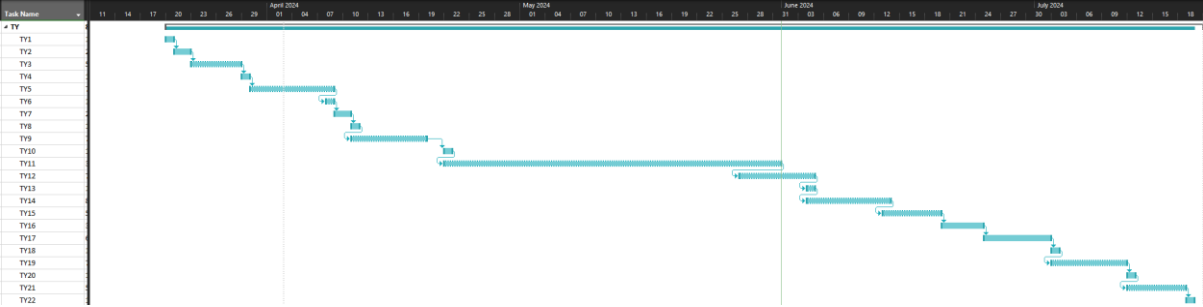 April 2024 May 2024 June 2024 July 2024
Task Name 11 14 17 20 23 26 29 01 04 07 10 13 16 19 22 25 28 01 04 07 10 13 16 19 22 25 28 31 03 06 09 12 15 18 21 24 27 30 03 06 09 12 15 18
TY
TY1
TY2
TY3
TY4
TY5
TY6
TY7
TY8
TY9
TY10
TY11
TY12
TY13
TY14
TY15
TY16
TY17
TY18
TY19
TY20
TY21
TY22